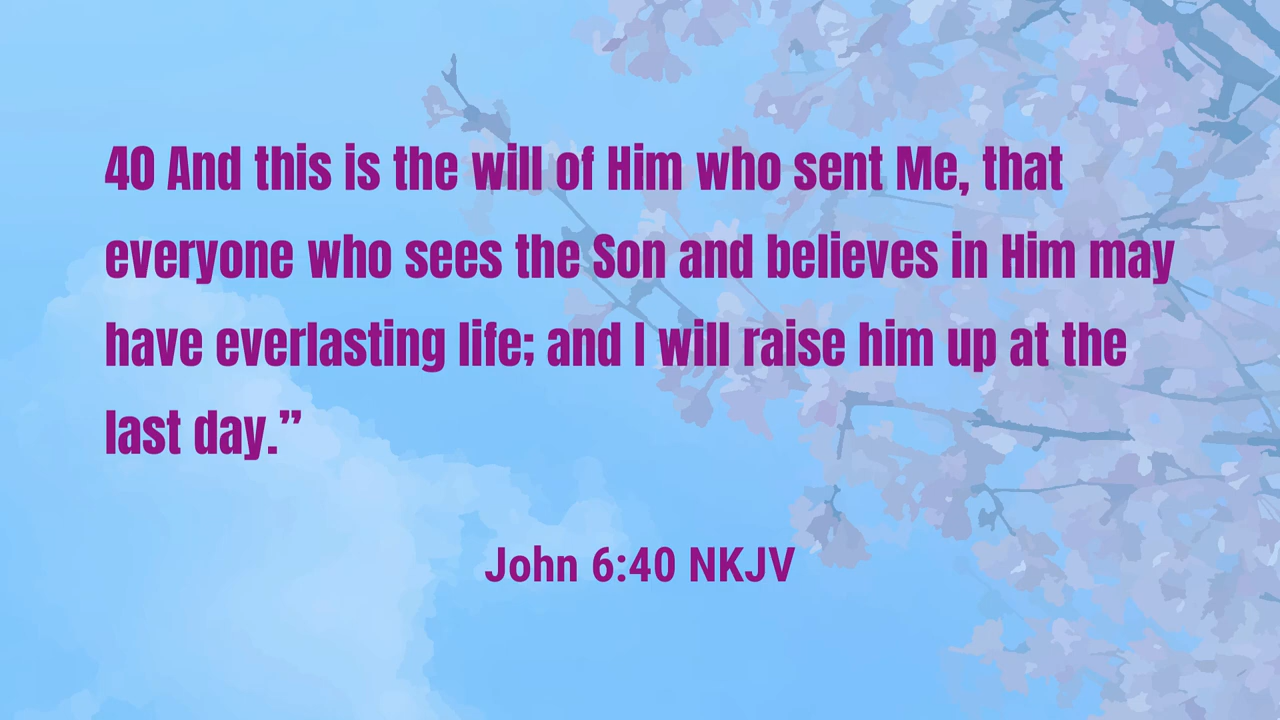 40 And this is the will of Him who sent Me, that
everyone who sees the Son and believes in Him may
have everlasting life; and I will raise him up at the
last day.”
John 6:40 NKJV